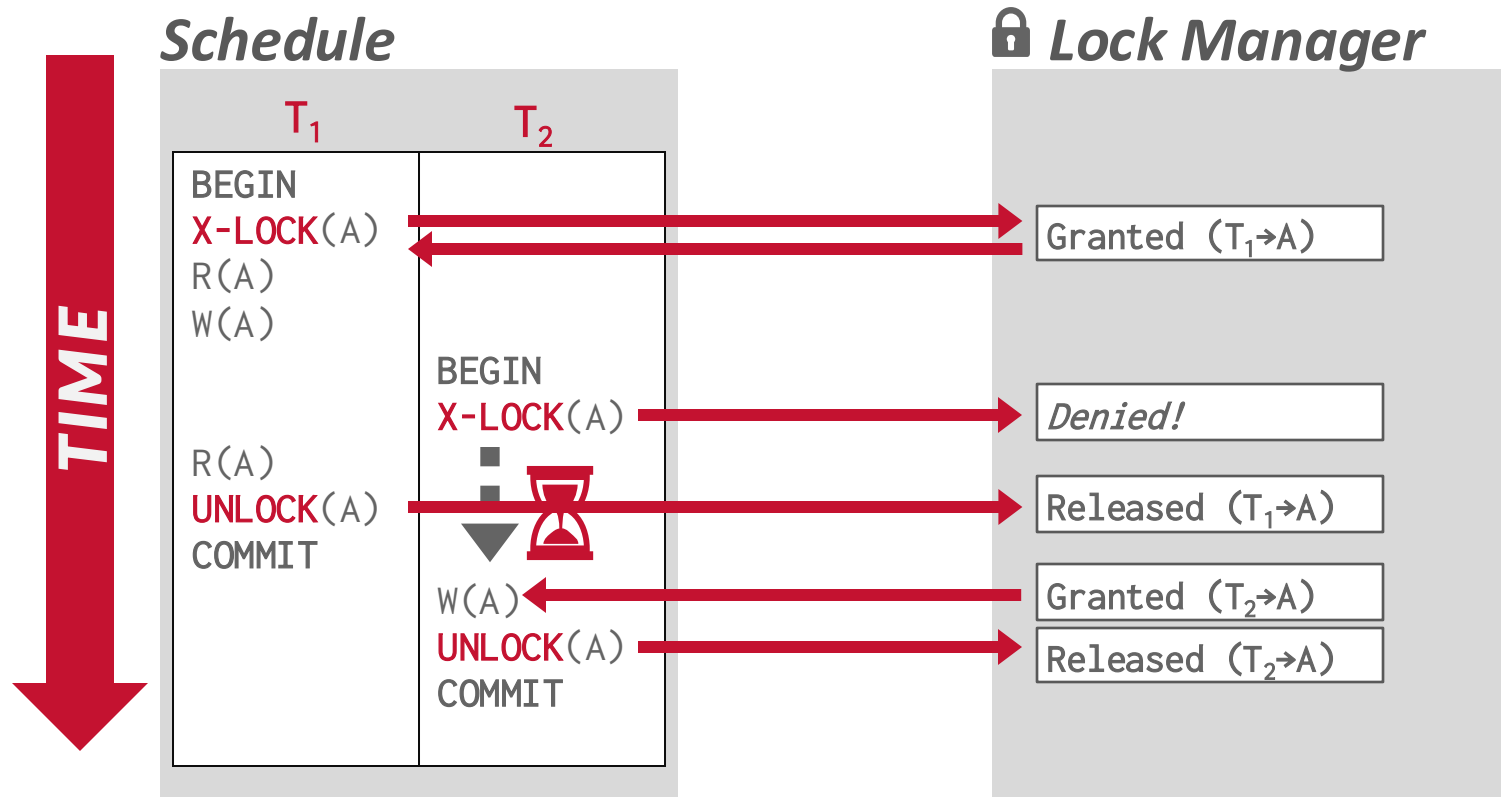 Schedule
Lock Manager
TIME
T1
T2
BEGIN
X-LOCK(A)
Granted (T1→A)
R(A)
W(A)
BEGIN
X-LOCK(A)
Denied!
R(A)
UNLOCK(A)
Released (T1→A)
COMMIT
W(A)
Granted (T2→A)
UNLOCK(A)
Released (T2→A)
COMMIT